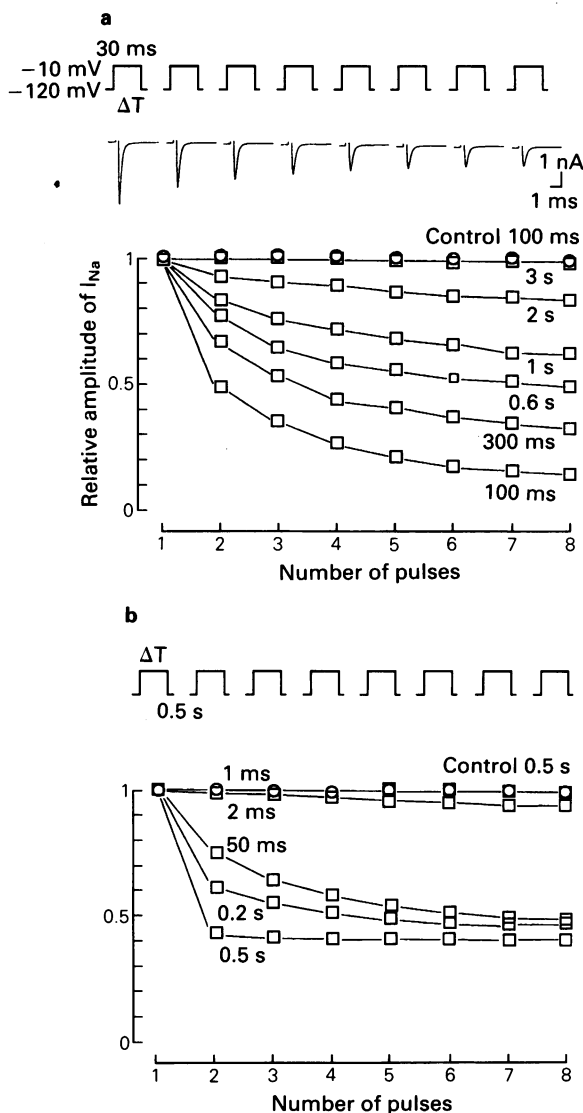 a
30 ms
−10 mV
−120 mV
ΔT
1 nA
1 ms
Control 100 ms
3 s
2 s
1 s
0.6 s
300 ms
100 ms
Relative amplitude of I_Na
1
0.5
0
1 2 3 4 5 6 7 8
Number of pulses
b
ΔT
0.5 s
Control 0.5 s
1 ms
2 ms
50 ms
0.2 s
0.5 s
1
0.5
0
1 2 3 4 5 6 7 8
Number of pulses